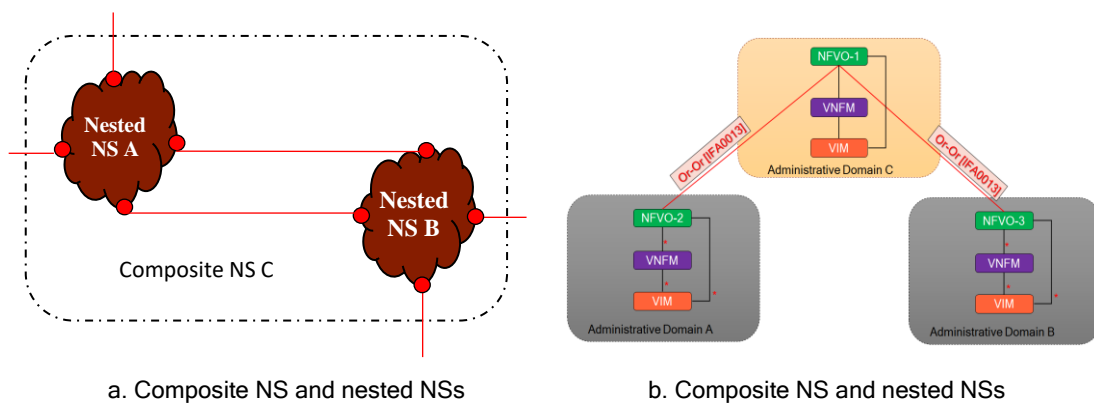 Nested
NS A
Nested
NS B
Composite NS C
a. Composite NS and nested NSs
NFVO-1
VNFM
VIM
Administrative Domain C
Or-Or [IFA0013]
Or-Or [IFA0013]
NFVO-2
*
VNFM
*
VIM
*
Administrative Domain A
NFVO-3
*
VNFM
*
VIM
*
Administrative Domain B
b. Composite NS and nested NSs